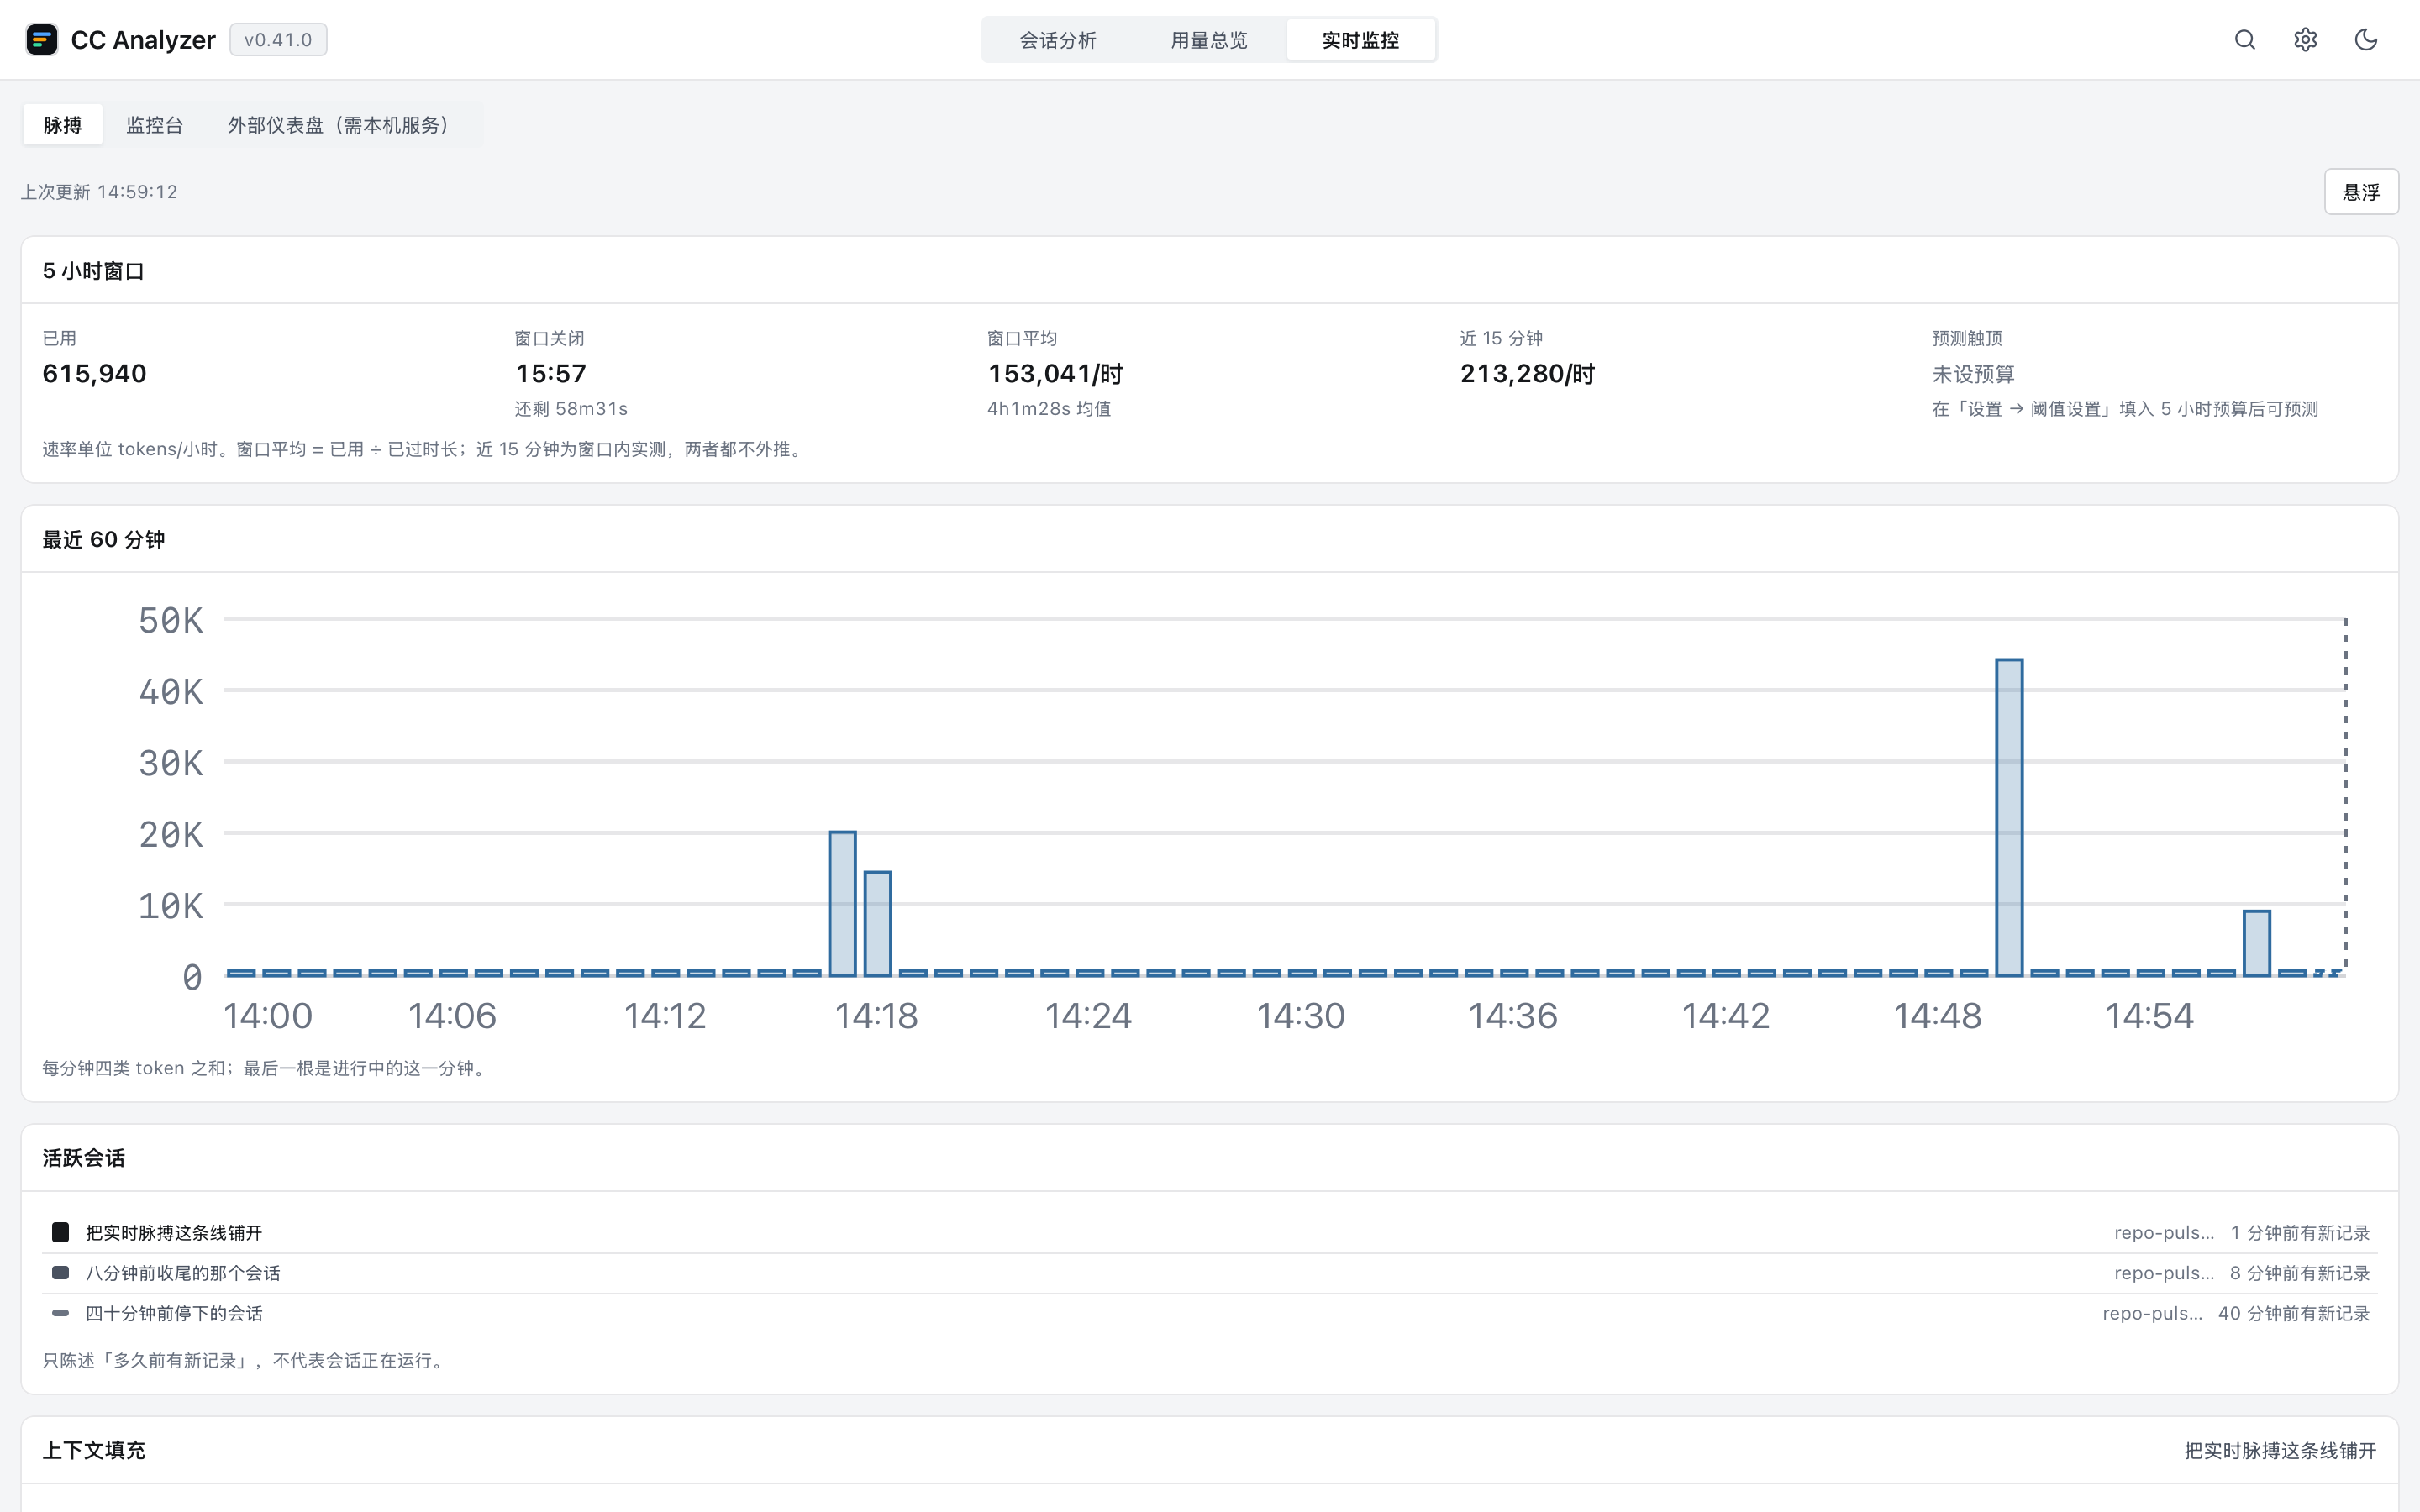 CC Analyzer v0.41.0 会话分析 用量总览 实时监控
脉搏 监控台 外部仪表盘（需本机服务）
上次更新 14:59:12 悬浮
5 小时窗口
已用 窗口关闭 窗口平均 近 15 分钟 预测触顶
615,940 15:57 153,041/时 213,280/时 未设预算
还剩 58m31s 4h1m28s 均值 在「设置 → 阈值设置」填入 5 小时预算后可预测
速率单位 tokens/小时。窗口平均 = 已用 ÷ 已过时长；近 15 分钟为窗口内实测，两者都不外推。
最近 60 分钟
50K
40K
30K
20K
10K
0
14:00 14:06 14:12 14:18 14:24 14:30 14:36 14:42 14:48 14:54
每分钟四类 token 之和；最后一根是进行中的这一分钟。
活跃会话
把实时脉搏这条线铺开 repo-puls... 1 分钟前有新记录
八分钟前收尾的那个会话 repo-puls... 8 分钟前有新记录
四十分钟前停下的会话 repo-puls... 40 分钟前有新记录
只陈述「多久前有新记录」，不代表会话正在运行。
上下文填充 把实时脉搏这条线铺开